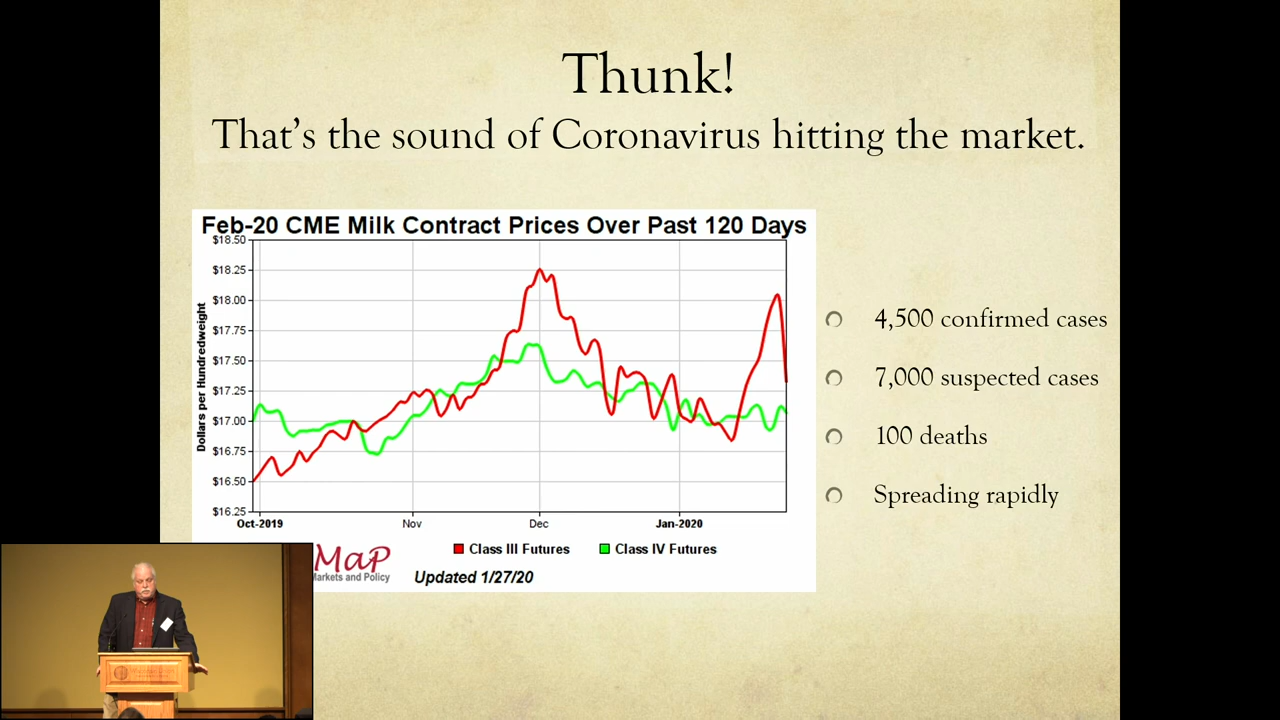 Thunk!
That's the sound of Coronavirus hitting the market.
Feb-20 CME Milk Contract Prices Over Past 120 Days
$18.50
$18.25
$18.00
$17.75
$17.50
$17.25
$17.00
$16.75
$16.50
$16.25
Dollars per Hundredweight
Oct-2019
Nov
Dec
Jan-2020
Class III Futures
Class IV Futures
MaP
Markets and Policy
Updated 1/27/20
4,500 confirmed cases
7,000 suspected cases
100 deaths
Spreading rapidly